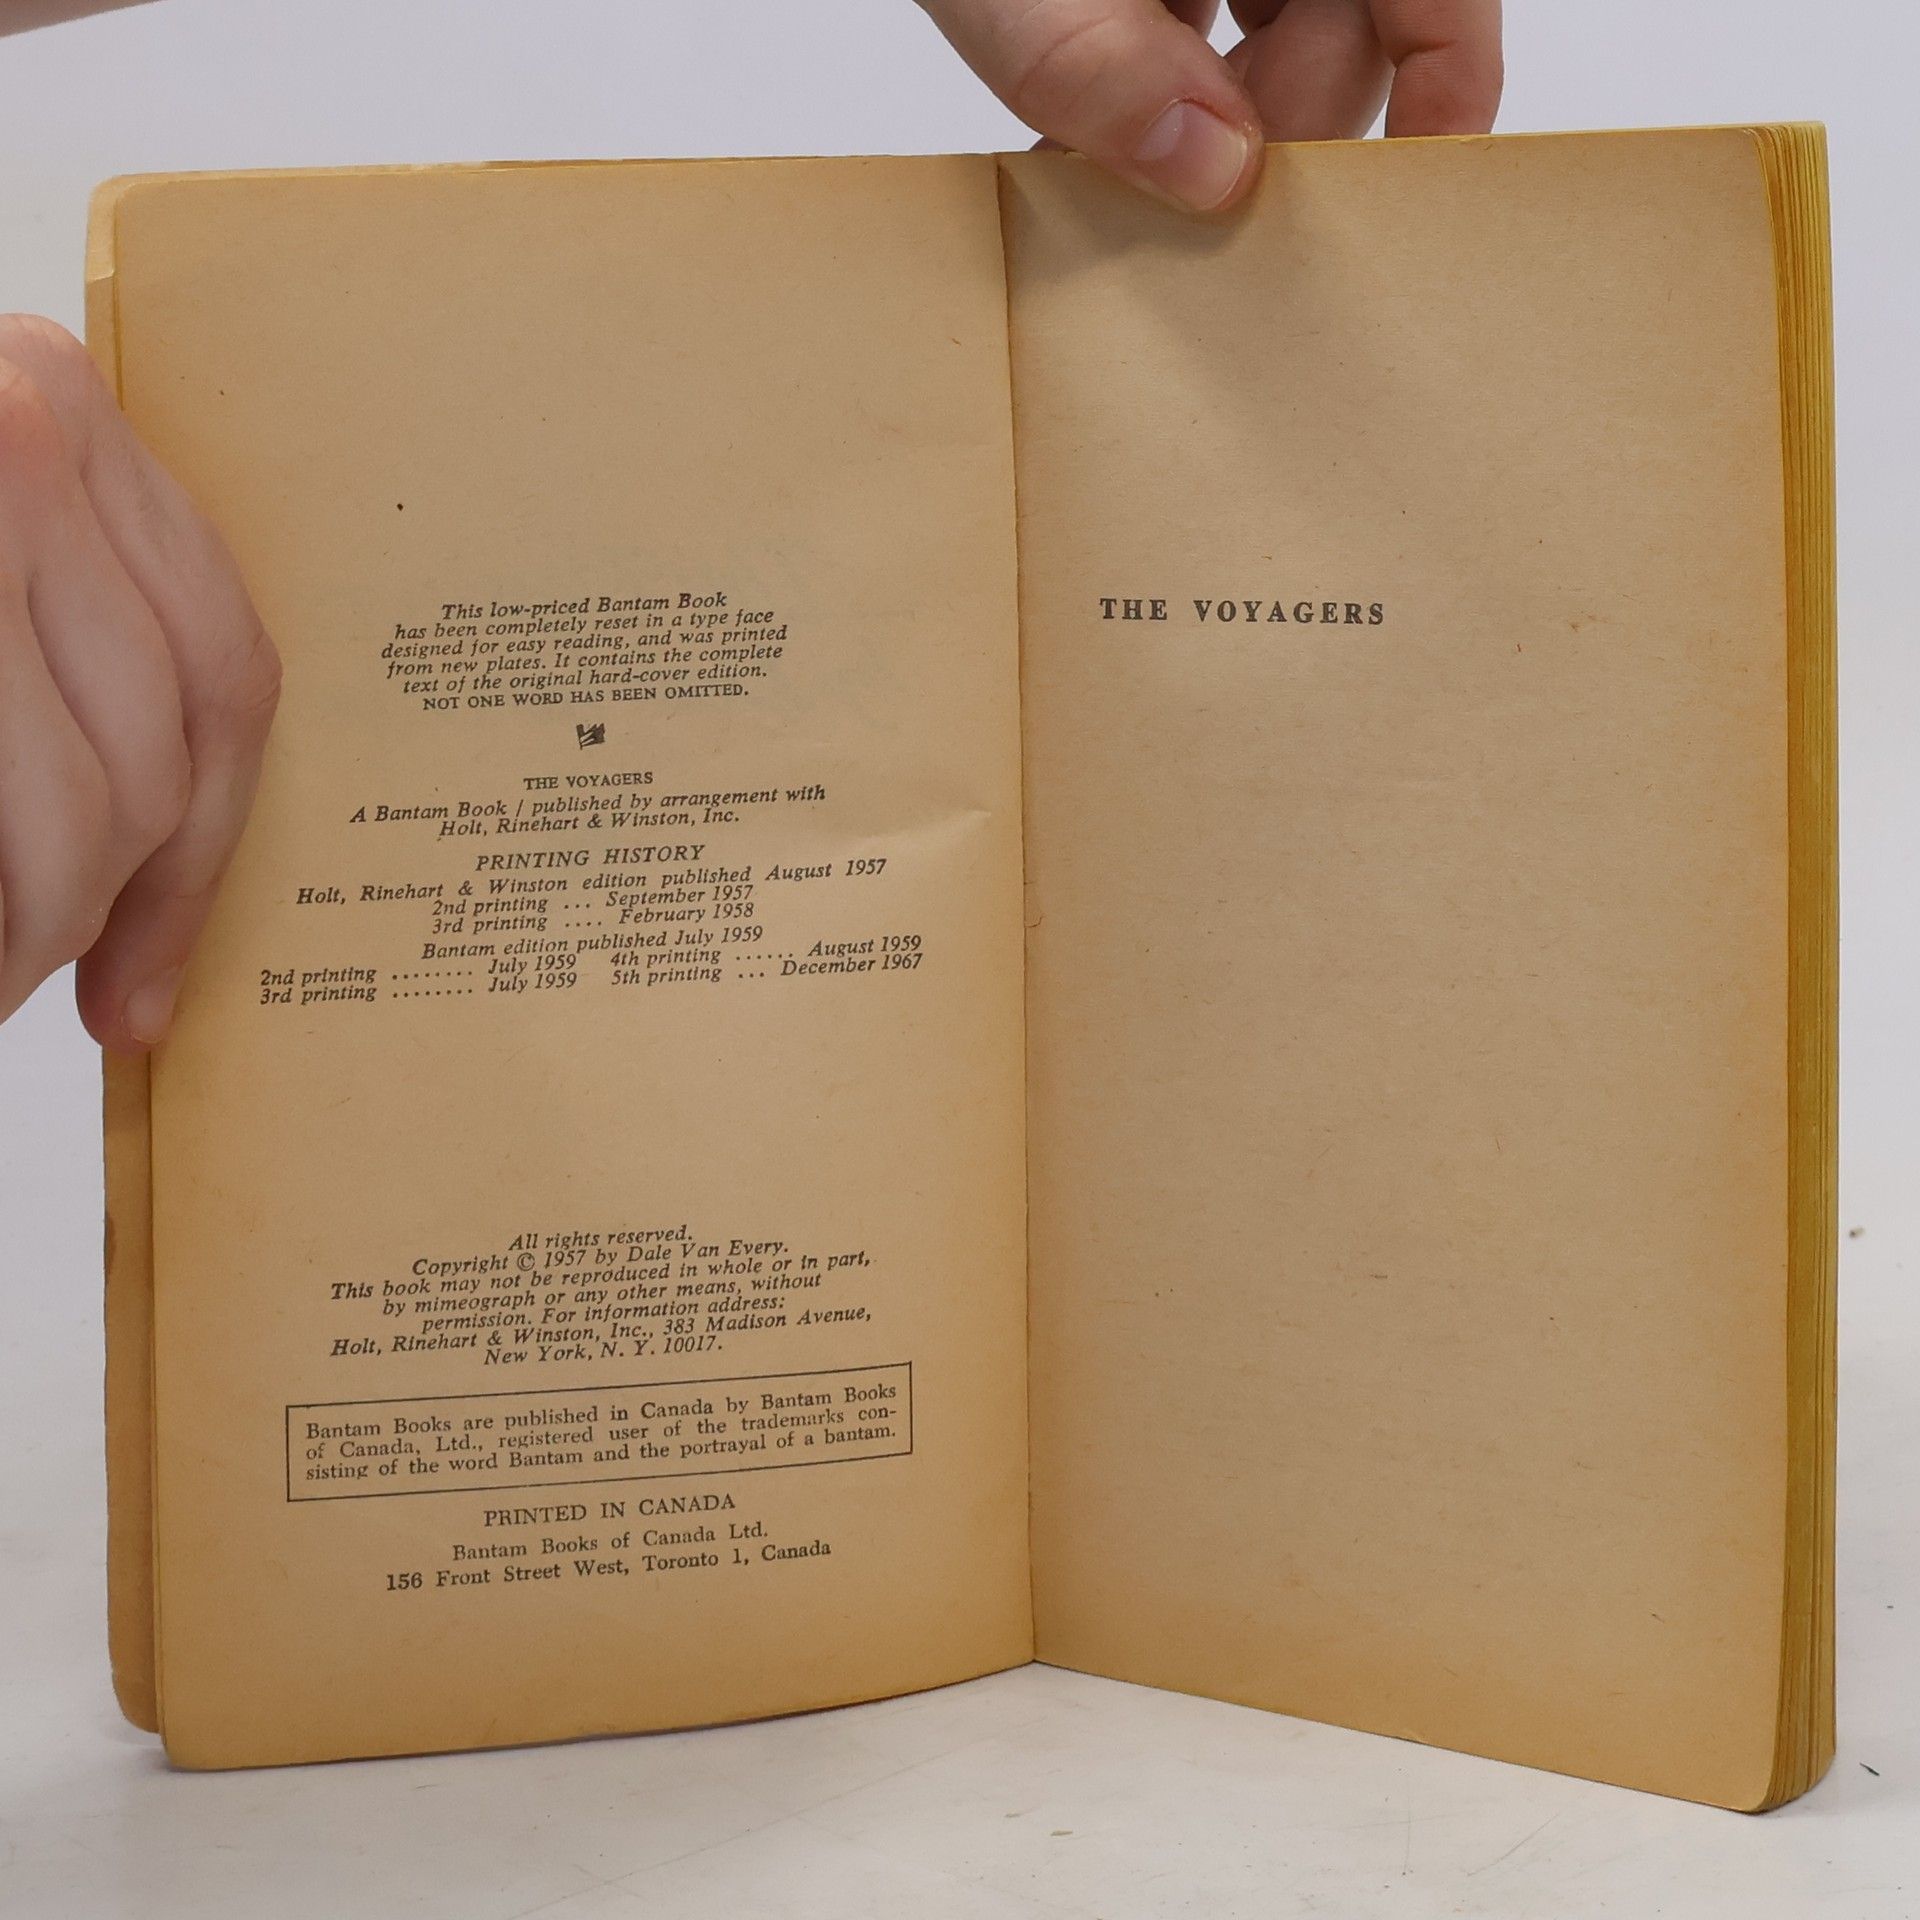 This low-priced Bantam Book
has been completely reset in a type face
designed for easy reading, and was printed
from new plates. It contains the complete
text of the original hard-cover edition.
NOT ONE WORD HAS BEEN OMITTED.
THE VOYAGERS
A Bantam Book / published by arrangement with
Holt, Rinehart & Winston, Inc.
PRINTING HISTORY
Holt, Rinehart & Winston edition published August 1957
2nd printing ... September 1957
3rd printing .... February 1958
Bantam edition published July 1959
2nd printing ........ July 1959 4th printing ...... August 1959
3rd printing ........ July 1959 5th printing ... December 1967
All rights reserved.
Copyright © 1957 by Dale Van Every.
This book may not be reproduced in whole or in part,
by mimeograph or any other means, without
permission. For information address:
Holt, Rinehart & Winston, Inc., 383 Madison Avenue,
New York, N. Y. 10017.
Bantam Books are published in Canada by Bantam Books
of Canada, Ltd., registered user of the trademarks con-
sisting of the word Bantam and the portrayal of a bantam.
PRINTED IN CANADA
Bantam Books of Canada Ltd.
156 Front Street West, Toronto 1, Canada
THE VOYAGERS